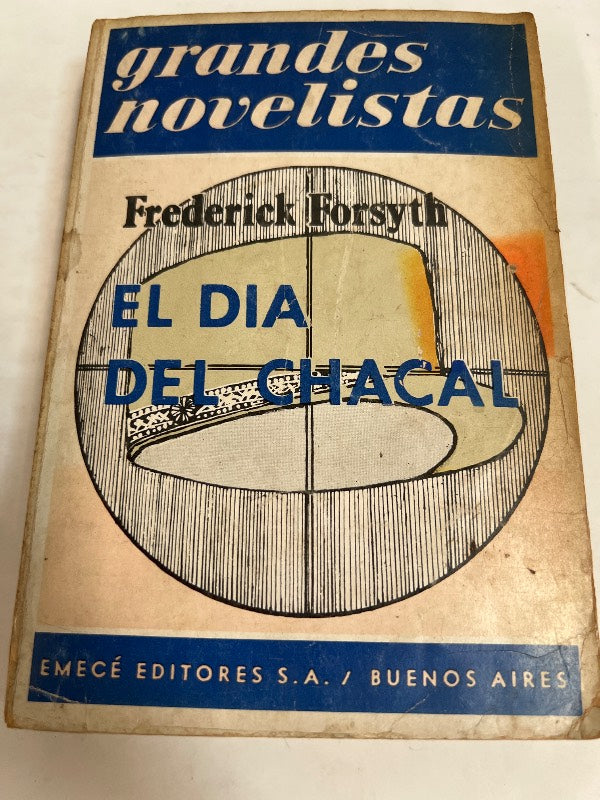 grandes
novelistas
Frederick Forsyth
EL DIA
DEL CHACAL
EMECÉ EDITORES S.A. / BUENOS AIRES